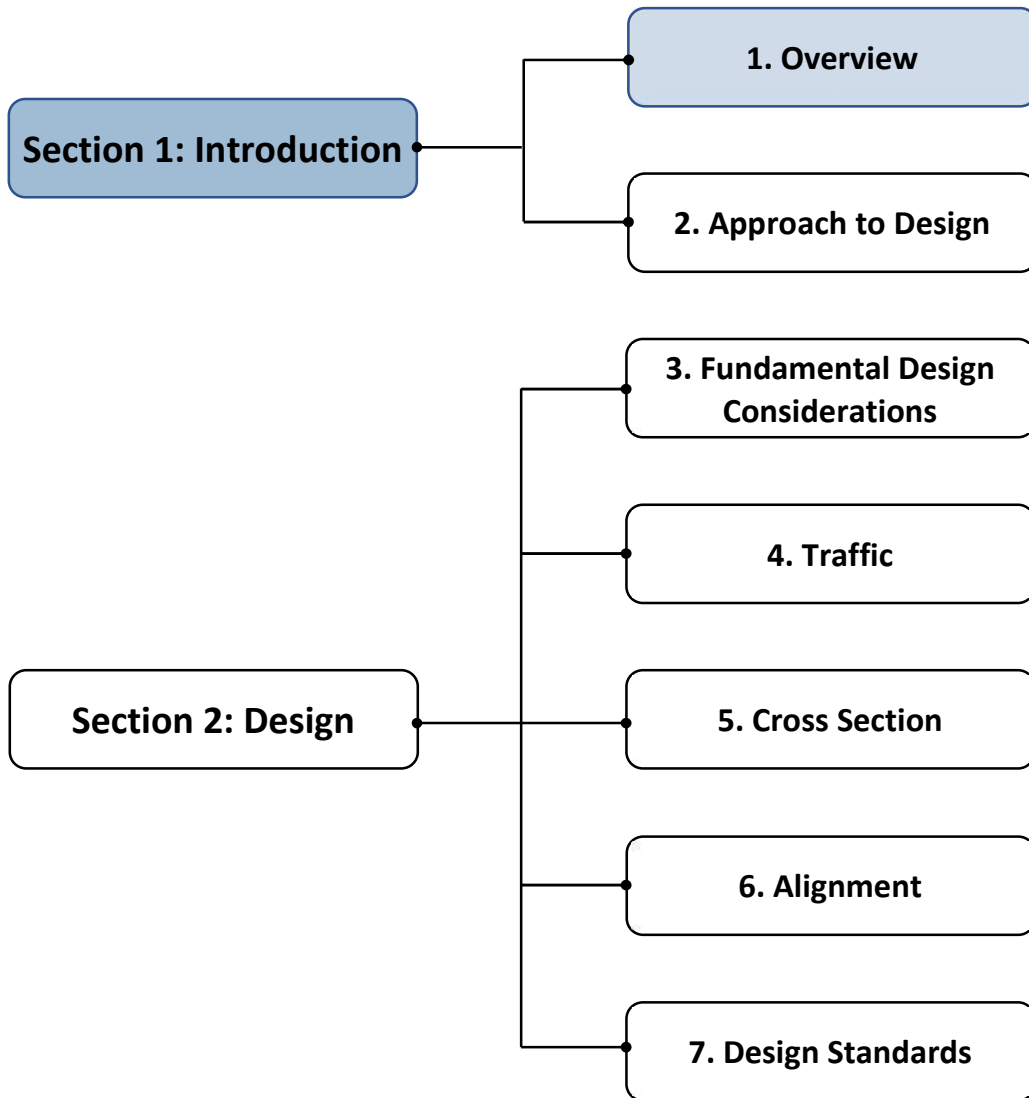 Section 1: Introduction
1. Overview
2. Approach to Design
Section 2: Design
3. Fundamental Design
Considerations
4. Traffic
5. Cross Section
6. Alignment
7. Design Standards